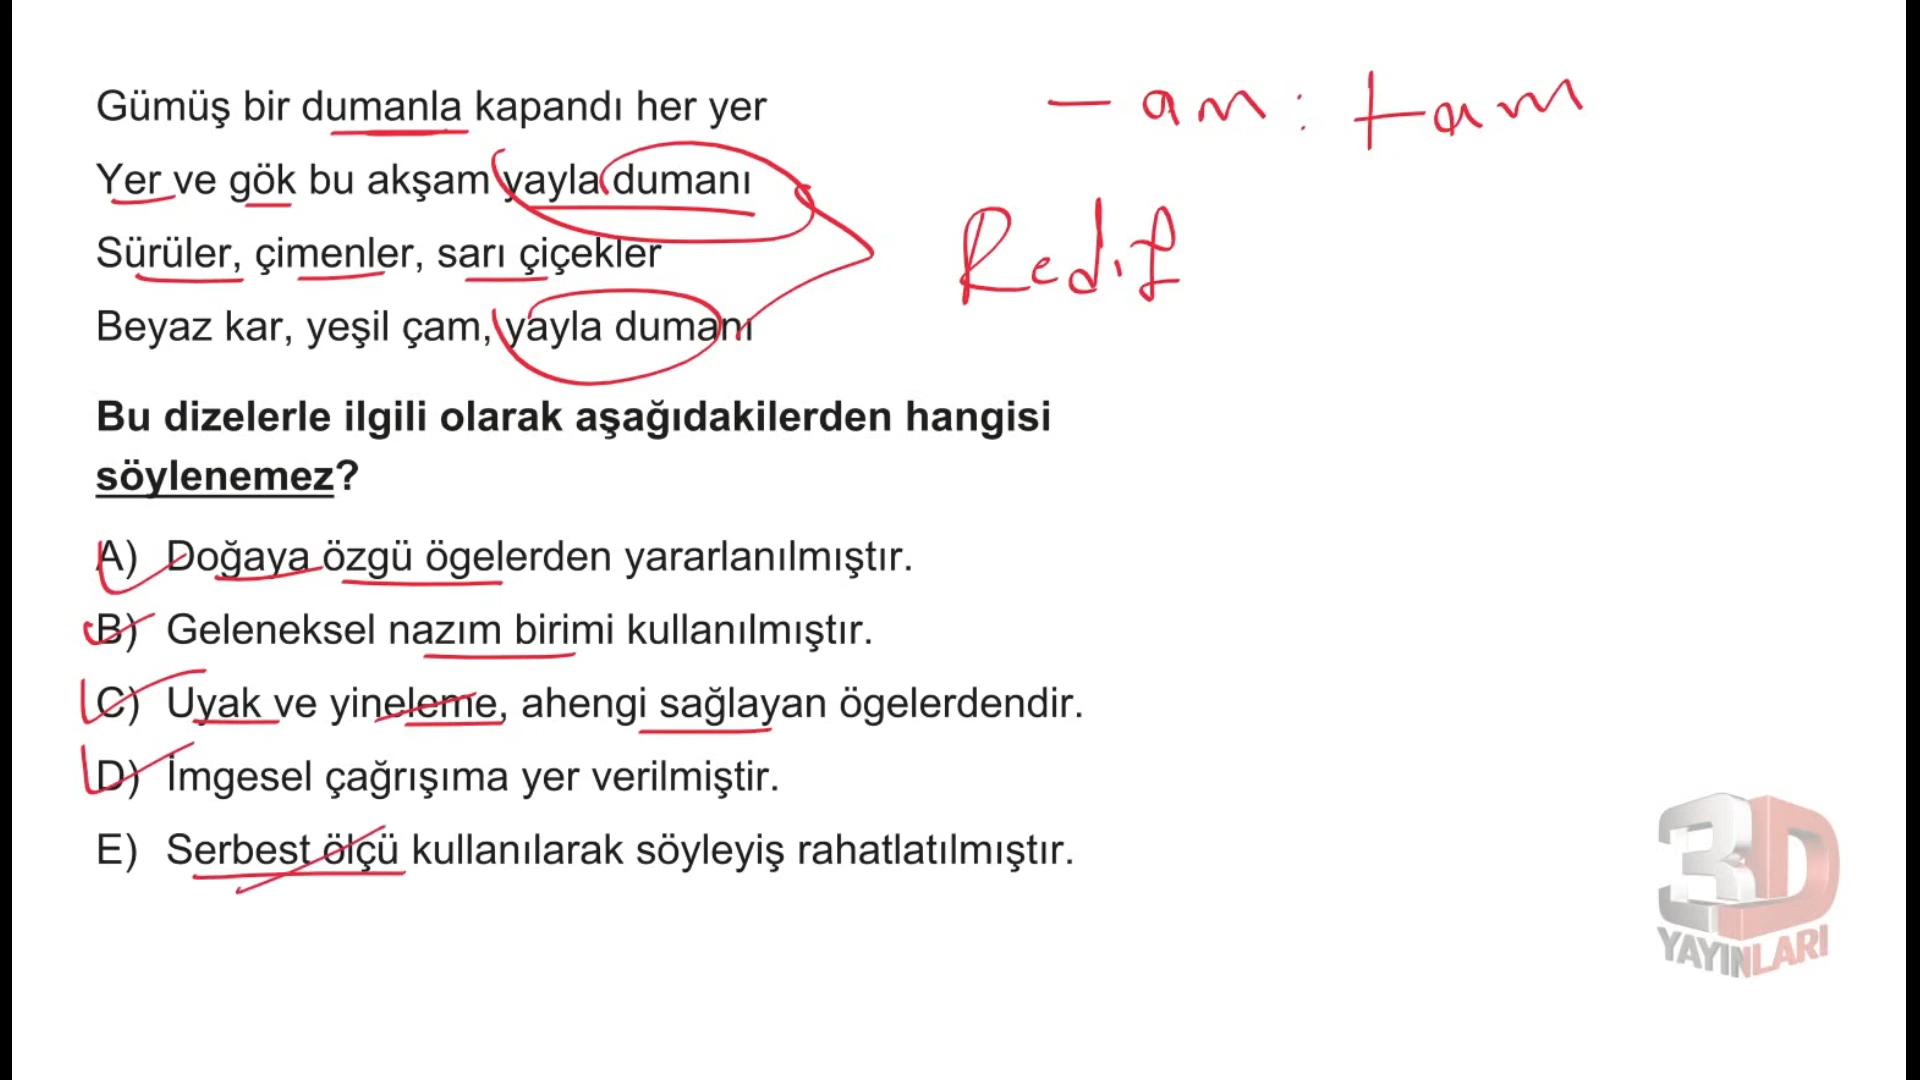 Gümüş bir dumanla kapandı her yer
Yer ve gök bu akşam yayla dumanı
Sürüler, çimenler, sarı çiçekler
Beyaz kar, yeşil çam, yayla dumanı
- am : tam
Redif
Bu dizelerle ilgili olarak aşağıdakilerden hangisi
söylenemez?
A) Doğaya özgü ögelerden yararlanılmıştır.
B) Geleneksel nazım birimi kullanılmıştır.
C) Uyak ve yineleme, ahengi sağlayan ögelerdendir.
D) İmgesel çağrışıma yer verilmiştir.
E) Serbest ölçü kullanılarak söyleyiş rahatlatılmıştır.
3D
YAYINLARI